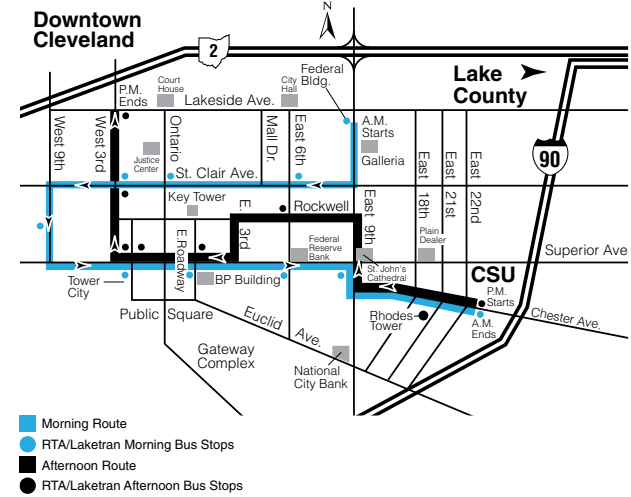 Downtown
Cleveland
N
2
Federal
Bldg.
Lake
County
P.M.
Ends
Court
House
City
Hall
Lakeside Ave.
A.M.
Starts
90
West 9th
West 3rd
Ontario
Mall Dr.
East 6th
Justice
Center
Galleria
East 18th
East 21st
East 22nd
St. Clair Ave.
Key Tower
E. 3rd
Rockwell
East 9th
Plain
Dealer
E.Roadway
Federal
Reserve
Bank
Superior Ave
St. John's
Cathedral
CSU
Tower
City
BP Building
P.M.
Starts
Public Square
Euclid Ave.
Rhodes
Tower
A.M.
Ends
Chester Ave.
Gateway
Complex
National
City Bank
Morning Route
RTA/Laketran Morning Bus Stops
Afternoon Route
RTA/Laketran Afternoon Bus Stops